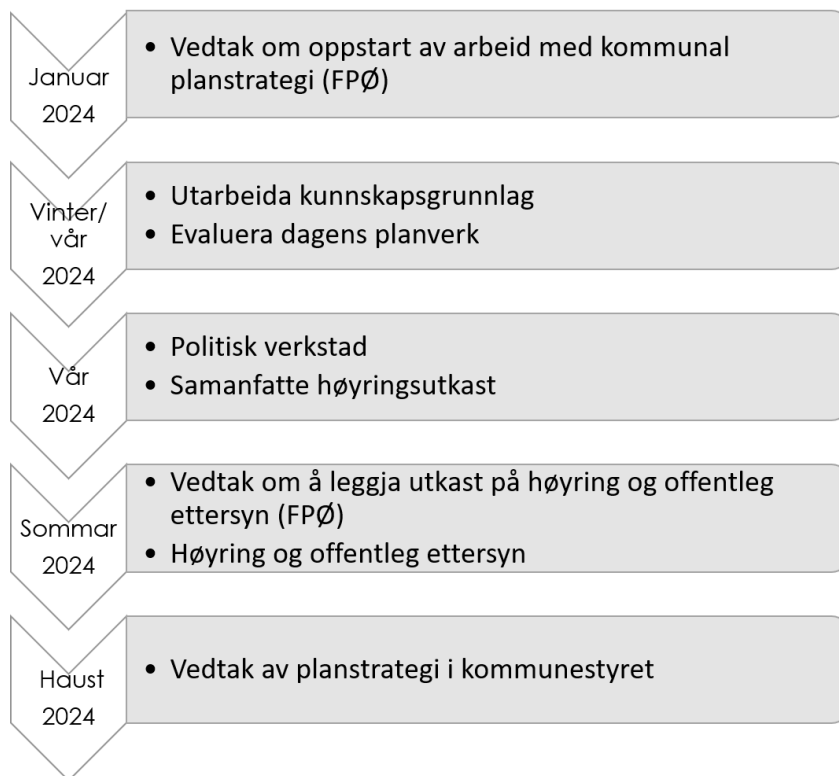 Januar
2024
• Vedtak om oppstart av arbeid med kommunal
planstrategi (FPØ)
Vinter/
vår
2024
• Utarbeida kunnskapsgrunnlag
• Evaluera dagens planverk
Vår
2024
• Politisk verkstad
• Samanfatte høyringsutkast
Sommar
2024
• Vedtak om å leggja utkast på høyring og offentleg
ettersyn (FPØ)
• Høyring og offentleg ettersyn
Haust
2024
• Vedtak av planstrategi i kommunestyret